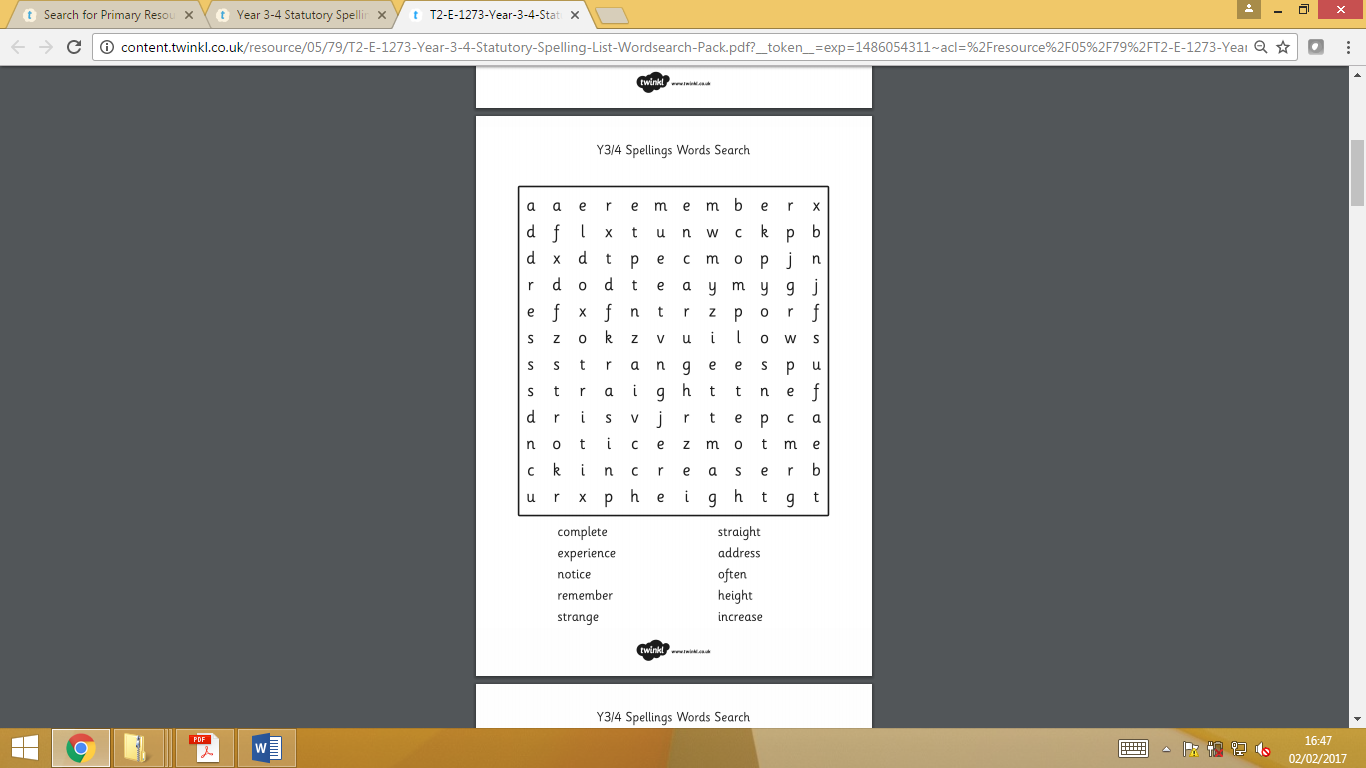 Search for Primary Resou
Year 3-4 Statutory Spellin
T2-E-1273-Year-3-4-Stat
content.twinkl.co.uk/resource/05/79/T2-E-1273-Year-3-4-Statutory-Spelling-List-Wordsearch-Pack.pdf?__token__=exp=1486054311~acl=%2Fresource%2F05%2F79%2FT2-E-1273-Year
twinkl www.twinkl.co.uk
Y3/4 Spellings Words Search
a a e r e m e m b e r x
d f l x t u n w c k p b
d x d t p e c m o p j n
r d o d t e a y m y g j
e f x f n t r z p o r f
s z o k z v u i l o w s
s s t r a n g e e s p u
s t r a i g h t t n e f
d r i s v j r t e p c a
n o t i c e z m o t m e
c k i n c r e a s e r b
u r x p h e i g h t g t
complete straight
experience address
notice often
remember height
strange increase
twinkl www.twinkl.co.uk
Y3/4 Spellings Words Search
PDF
W
16:47
02/02/2017